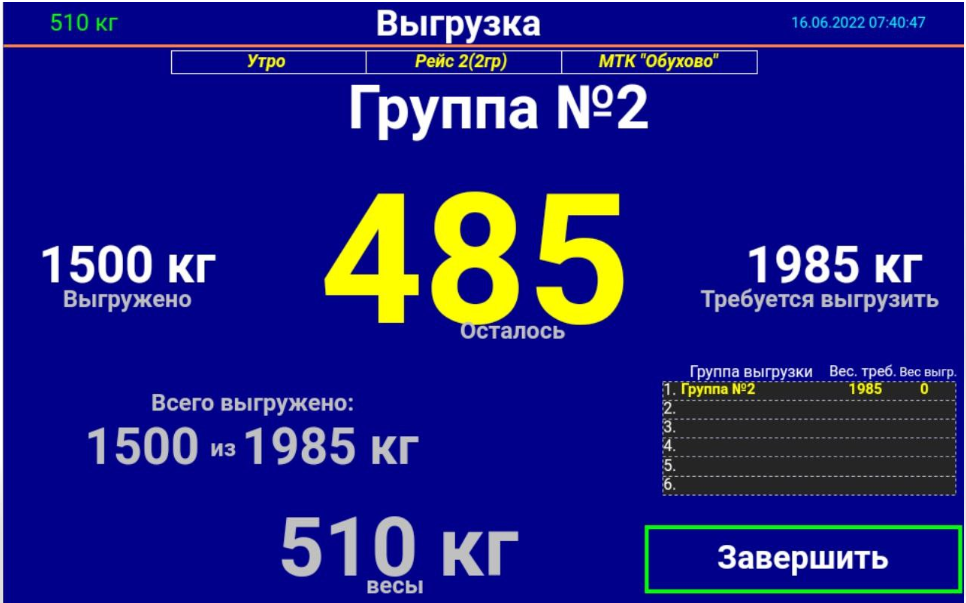 510 кг Выгрузка 16.06.2022 07:40:47
Утро Рейс 2(2гр) МТК "Обухово"
Группа №2
485
Осталось
1500 кг
Выгружено
1985 кг
Требуется выгрузить
Всего выгружено:
1500 из 1985 кг
Группа выгрузки Вес. треб. Вес выгр.
1. Группа №2 1985 0
2.
3.
4.
5.
6.
510 кг
весы
Завершить